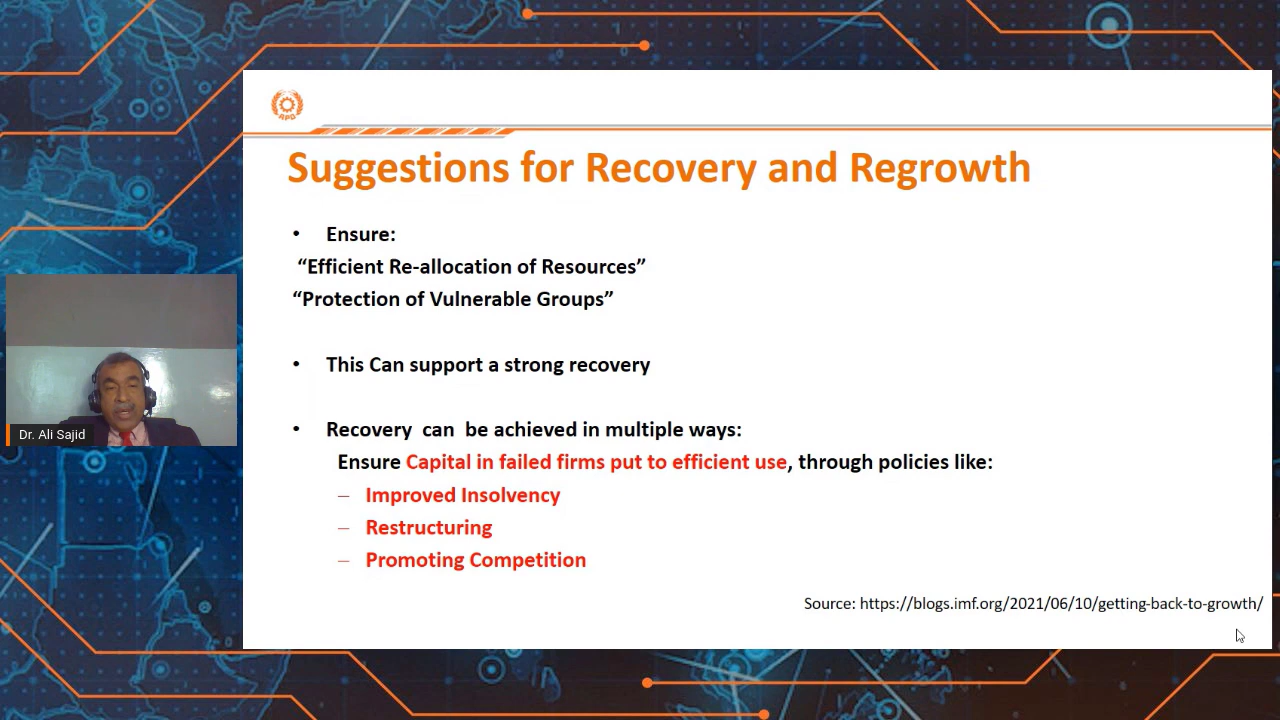 APO
Suggestions for Recovery and Regrowth
• Ensure:
“Efficient Re-allocation of Resources”
“Protection of Vulnerable Groups”
• This Can support a strong recovery
• Recovery can be achieved in multiple ways:
Ensure Capital in failed firms put to efficient use, through policies like:
– Improved Insolvency
– Restructuring
– Promoting Competition
Source: https://blogs.imf.org/2021/06/10/getting-back-to-growth/
Dr. Ali Sajid